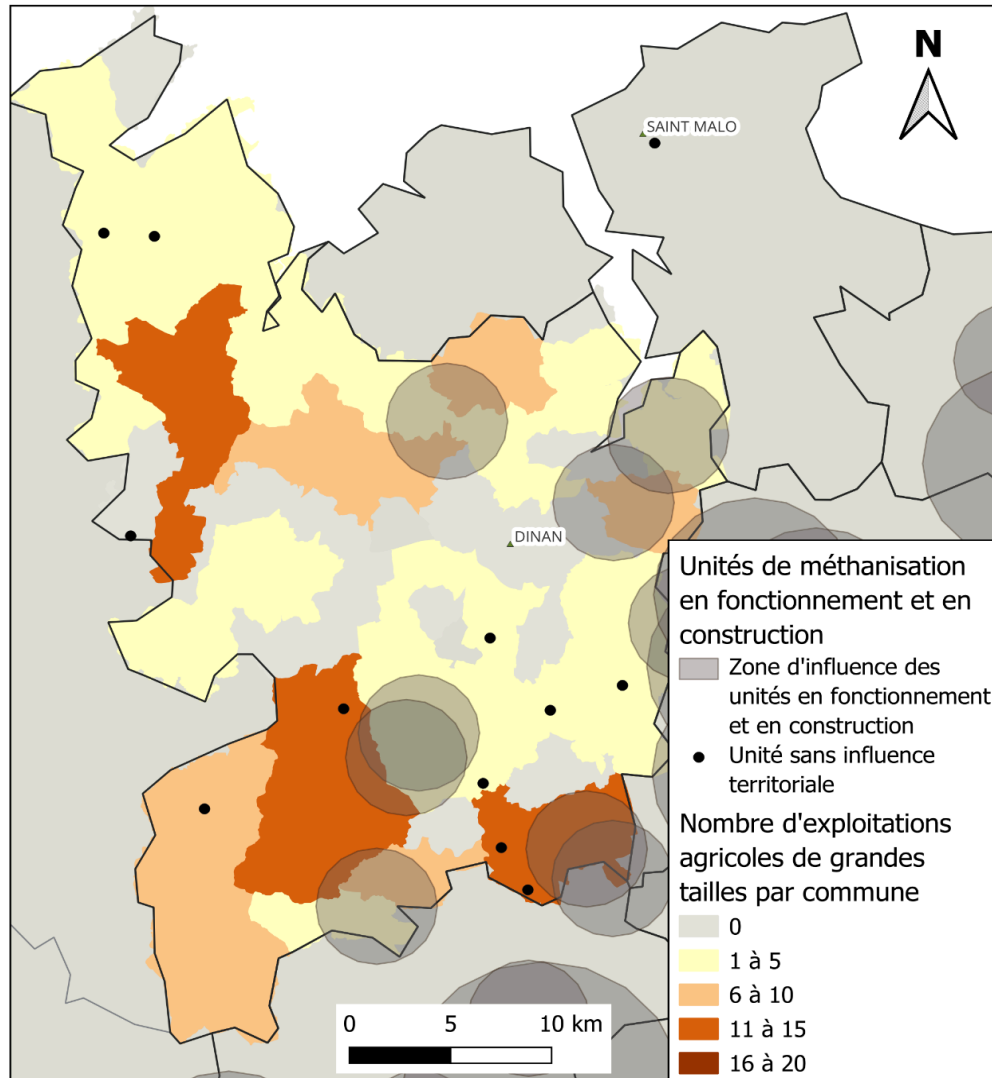 N
SAINT MALO
DINAN
Unités de méthanisation
en fonctionnement et en
construction
Zone d'influence des
unités en fonctionnement
et en construction
Unité sans influence
territoriale
Nombre d'exploitations
agricoles de grandes
tailles par commune
0
1 à 5
6 à 10
11 à 15
16 à 20
0 5 10 km